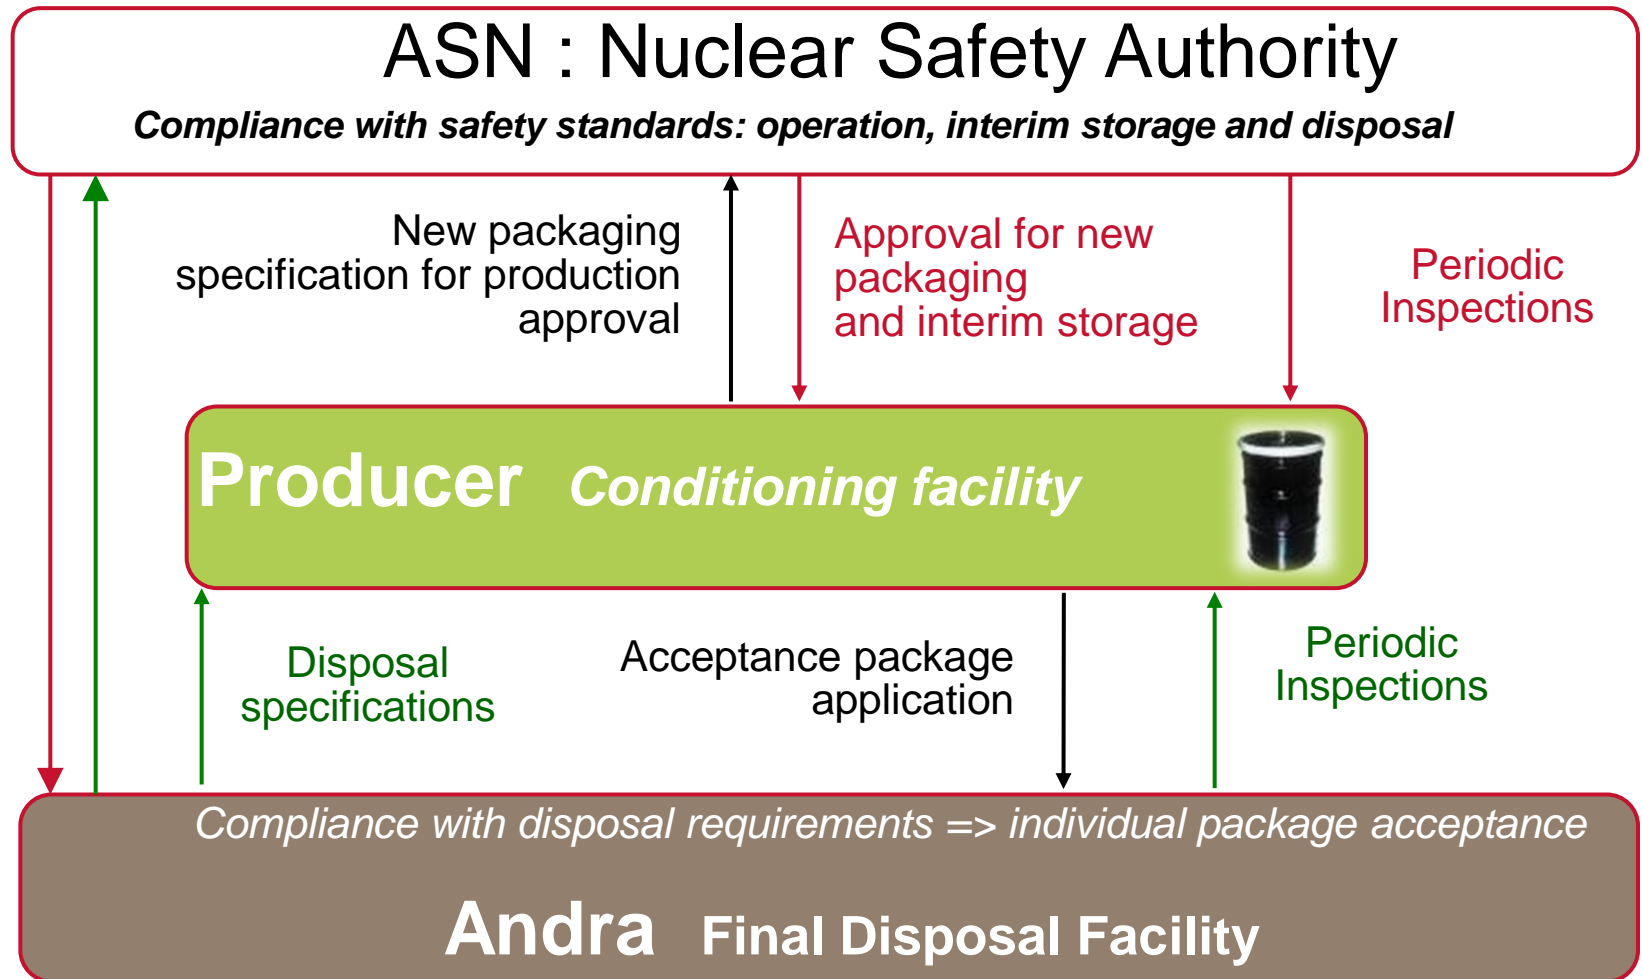 ASN : Nuclear Safety Authority
Compliance with safety standards: operation, interim storage and disposal
New packaging
specification for production
approval
Approval for new
packaging
and interim storage
Periodic
Inspections
Producer Conditioning facility
Disposal
specifications
Acceptance package
application
Periodic
Inspections
Compliance with disposal requirements => individual package acceptance
Andra Final Disposal Facility